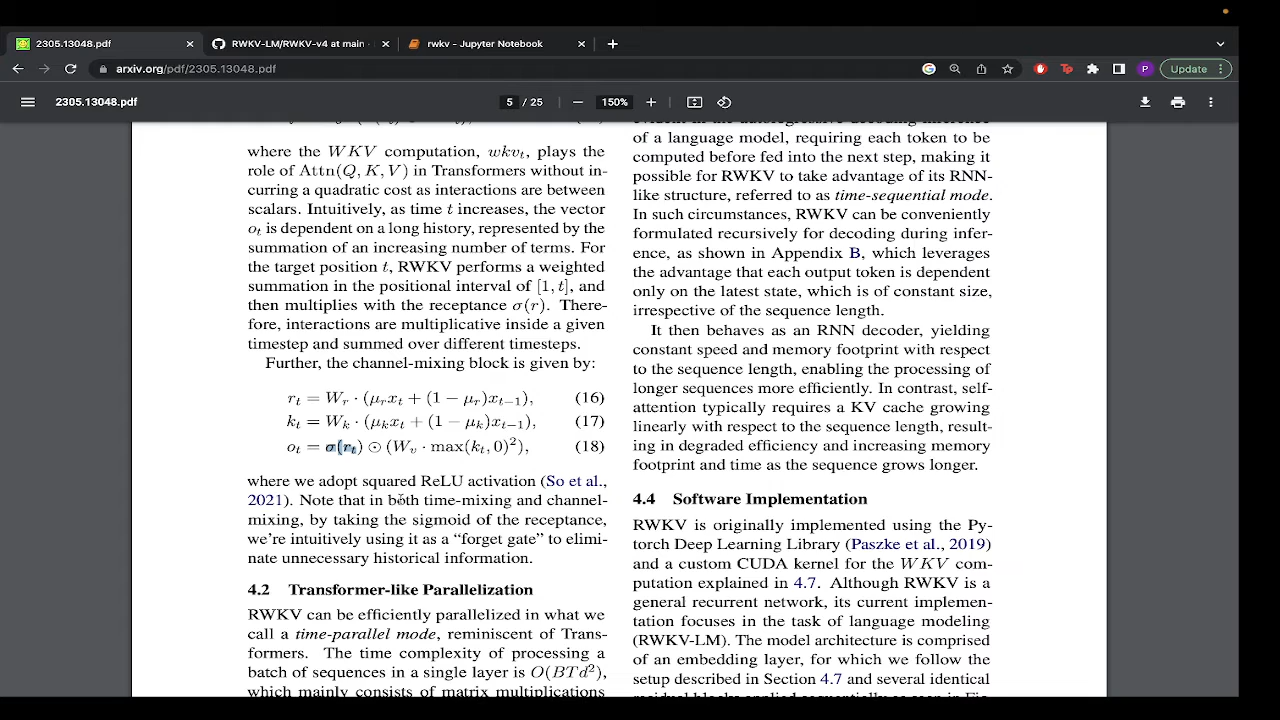 2305.13048.pdf
RWKV-LM/RWKV-v4 at main ·
rwkv - Jupyter Notebook
arxiv.org/pdf/2305.13048.pdf
P
Update
2305.13048.pdf
5 / 25
150%
where the WKV computation, wkv_t, plays the
role of Attn(Q, K, V) in Transformers without in-
curring a quadratic cost as interactions are between
scalars. Intuitively, as time t increases, the vector
o_t is dependent on a long history, represented by the
summation of an increasing number of terms. For
the target position t, RWKV performs a weighted
summation in the positional interval of [1, t], and
then multiplies with the receptance σ(r). There-
fore, interactions are multiplicative inside a given
timestep and summed over different timesteps.
Further, the channel-mixing block is given by:
r_t = W_r · (μ_r x_t + (1 − μ_r)x_{t−1}), (16)
k_t = W_k · (μ_k x_t + (1 − μ_k)x_{t−1}), (17)
o_t = σ(r_t) ⊙ (W_v · max(k_t, 0)²), (18)
where we adopt squared ReLU activation (So et al.,
2021). Note that in both time-mixing and channel-
mixing, by taking the sigmoid of the receptance,
we're intuitively using it as a “forget gate” to elimi-
nate unnecessary historical information.
4.2 Transformer-like Parallelization
RWKV can be efficiently parallelized in what we
call a time-parallel mode, reminiscent of Trans-
formers. The time complexity of processing a
batch of sequences in a single layer is O(BTd²),
which mainly consists of matrix multiplications
of a language model, requiring each token to be
computed before fed into the next step, making it
possible for RWKV to take advantage of its RNN-
like structure, referred to as time-sequential mode.
In such circumstances, RWKV can be conveniently
formulated recursively for decoding during infer-
ence, as shown in Appendix B, which leverages
the advantage that each output token is dependent
only on the latest state, which is of constant size,
irrespective of the sequence length.
It then behaves as an RNN decoder, yielding
constant speed and memory footprint with respect
to the sequence length, enabling the processing of
longer sequences more efficiently. In contrast, self-
attention typically requires a KV cache growing
linearly with respect to the sequence length, result-
ing in degraded efficiency and increasing memory
footprint and time as the sequence grows longer.
4.4 Software Implementation
RWKV is originally implemented using the Py-
torch Deep Learning Library (Paszke et al., 2019)
and a custom CUDA kernel for the WKV com-
putation explained in 4.7. Although RWKV is a
general recurrent network, its current implemen-
tation focuses in the task of language modeling
(RWKV-LM). The model architecture is comprised
of an embedding layer, for which we follow the
setup described in Section 4.7 and several identical